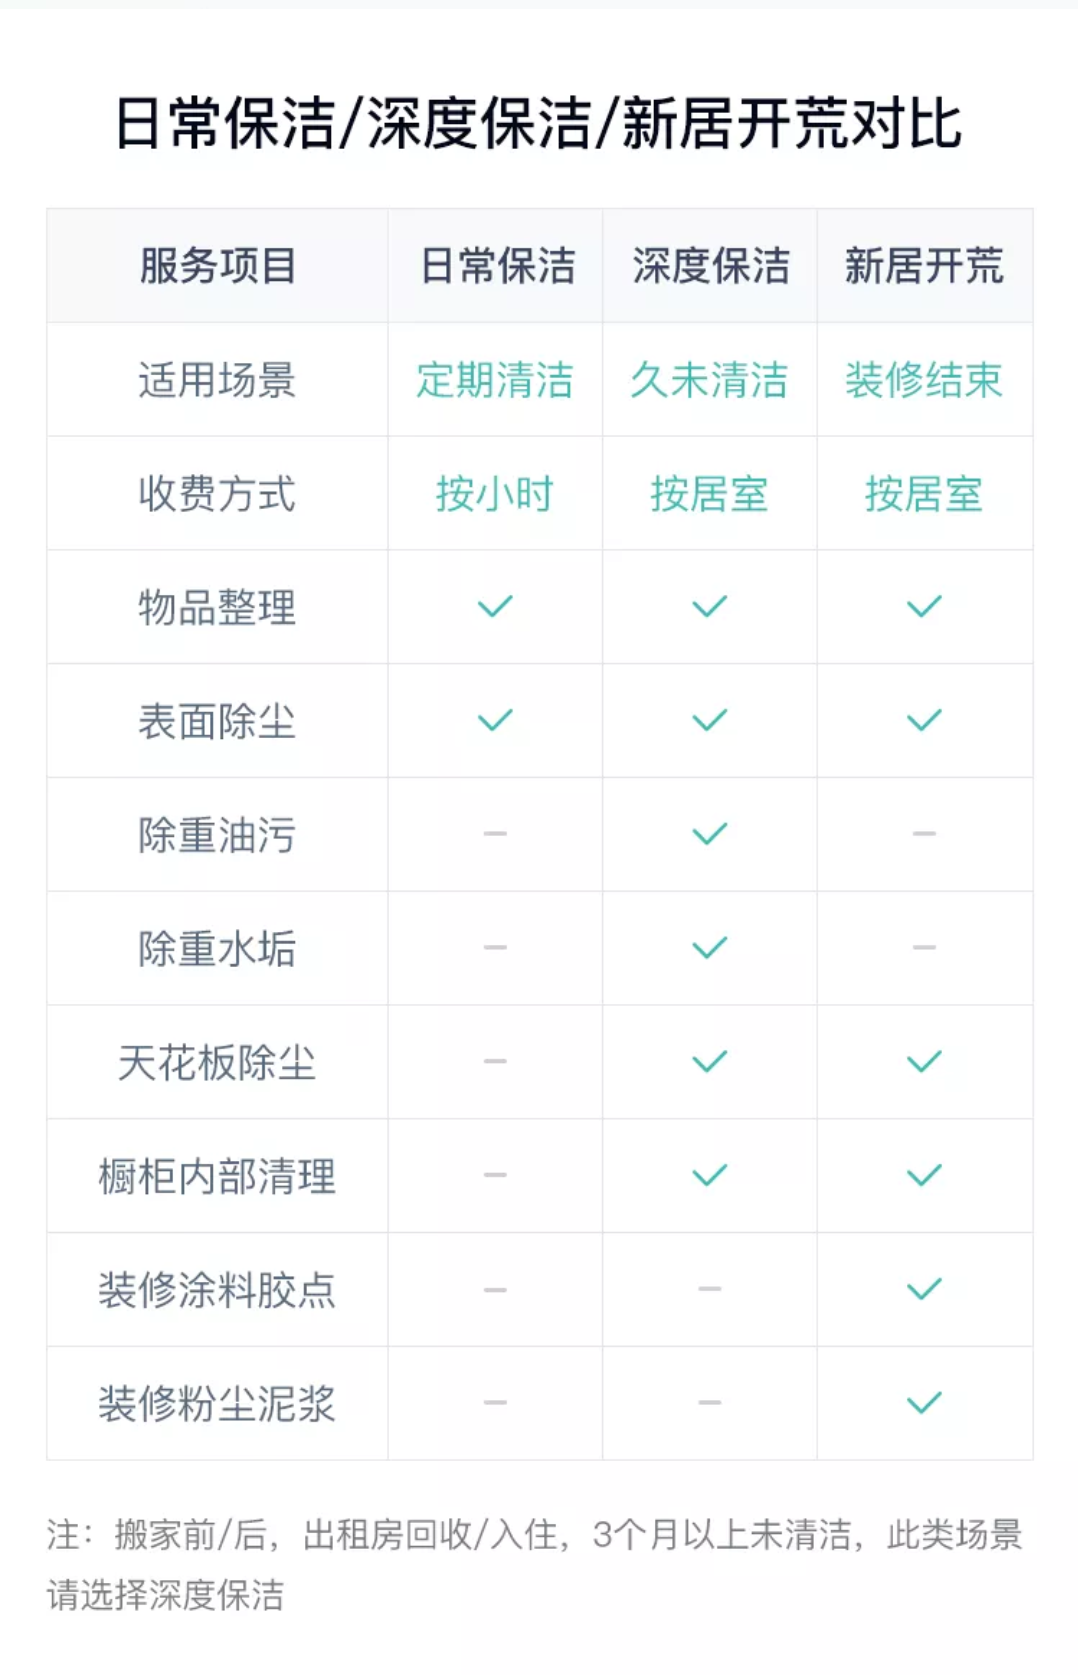 日常保洁/深度保洁/新居开荒对比
服务项目 日常保洁 深度保洁 新居开荒
适用场景 定期清洁 久未清洁 装修结束
收费方式 按小时 按居室 按居室
物品整理 ✓ ✓ ✓
表面除尘 ✓ ✓ ✓
除重油污 — ✓ —
除重水垢 — ✓ —
天花板除尘 — ✓ ✓
橱柜内部清理 — ✓ ✓
装修涂料胶点 — — ✓
装修粉尘泥浆 — — ✓
注：搬家前/后，出租房回收/入住，3个月以上未清洁，此类场景
请选择深度保洁